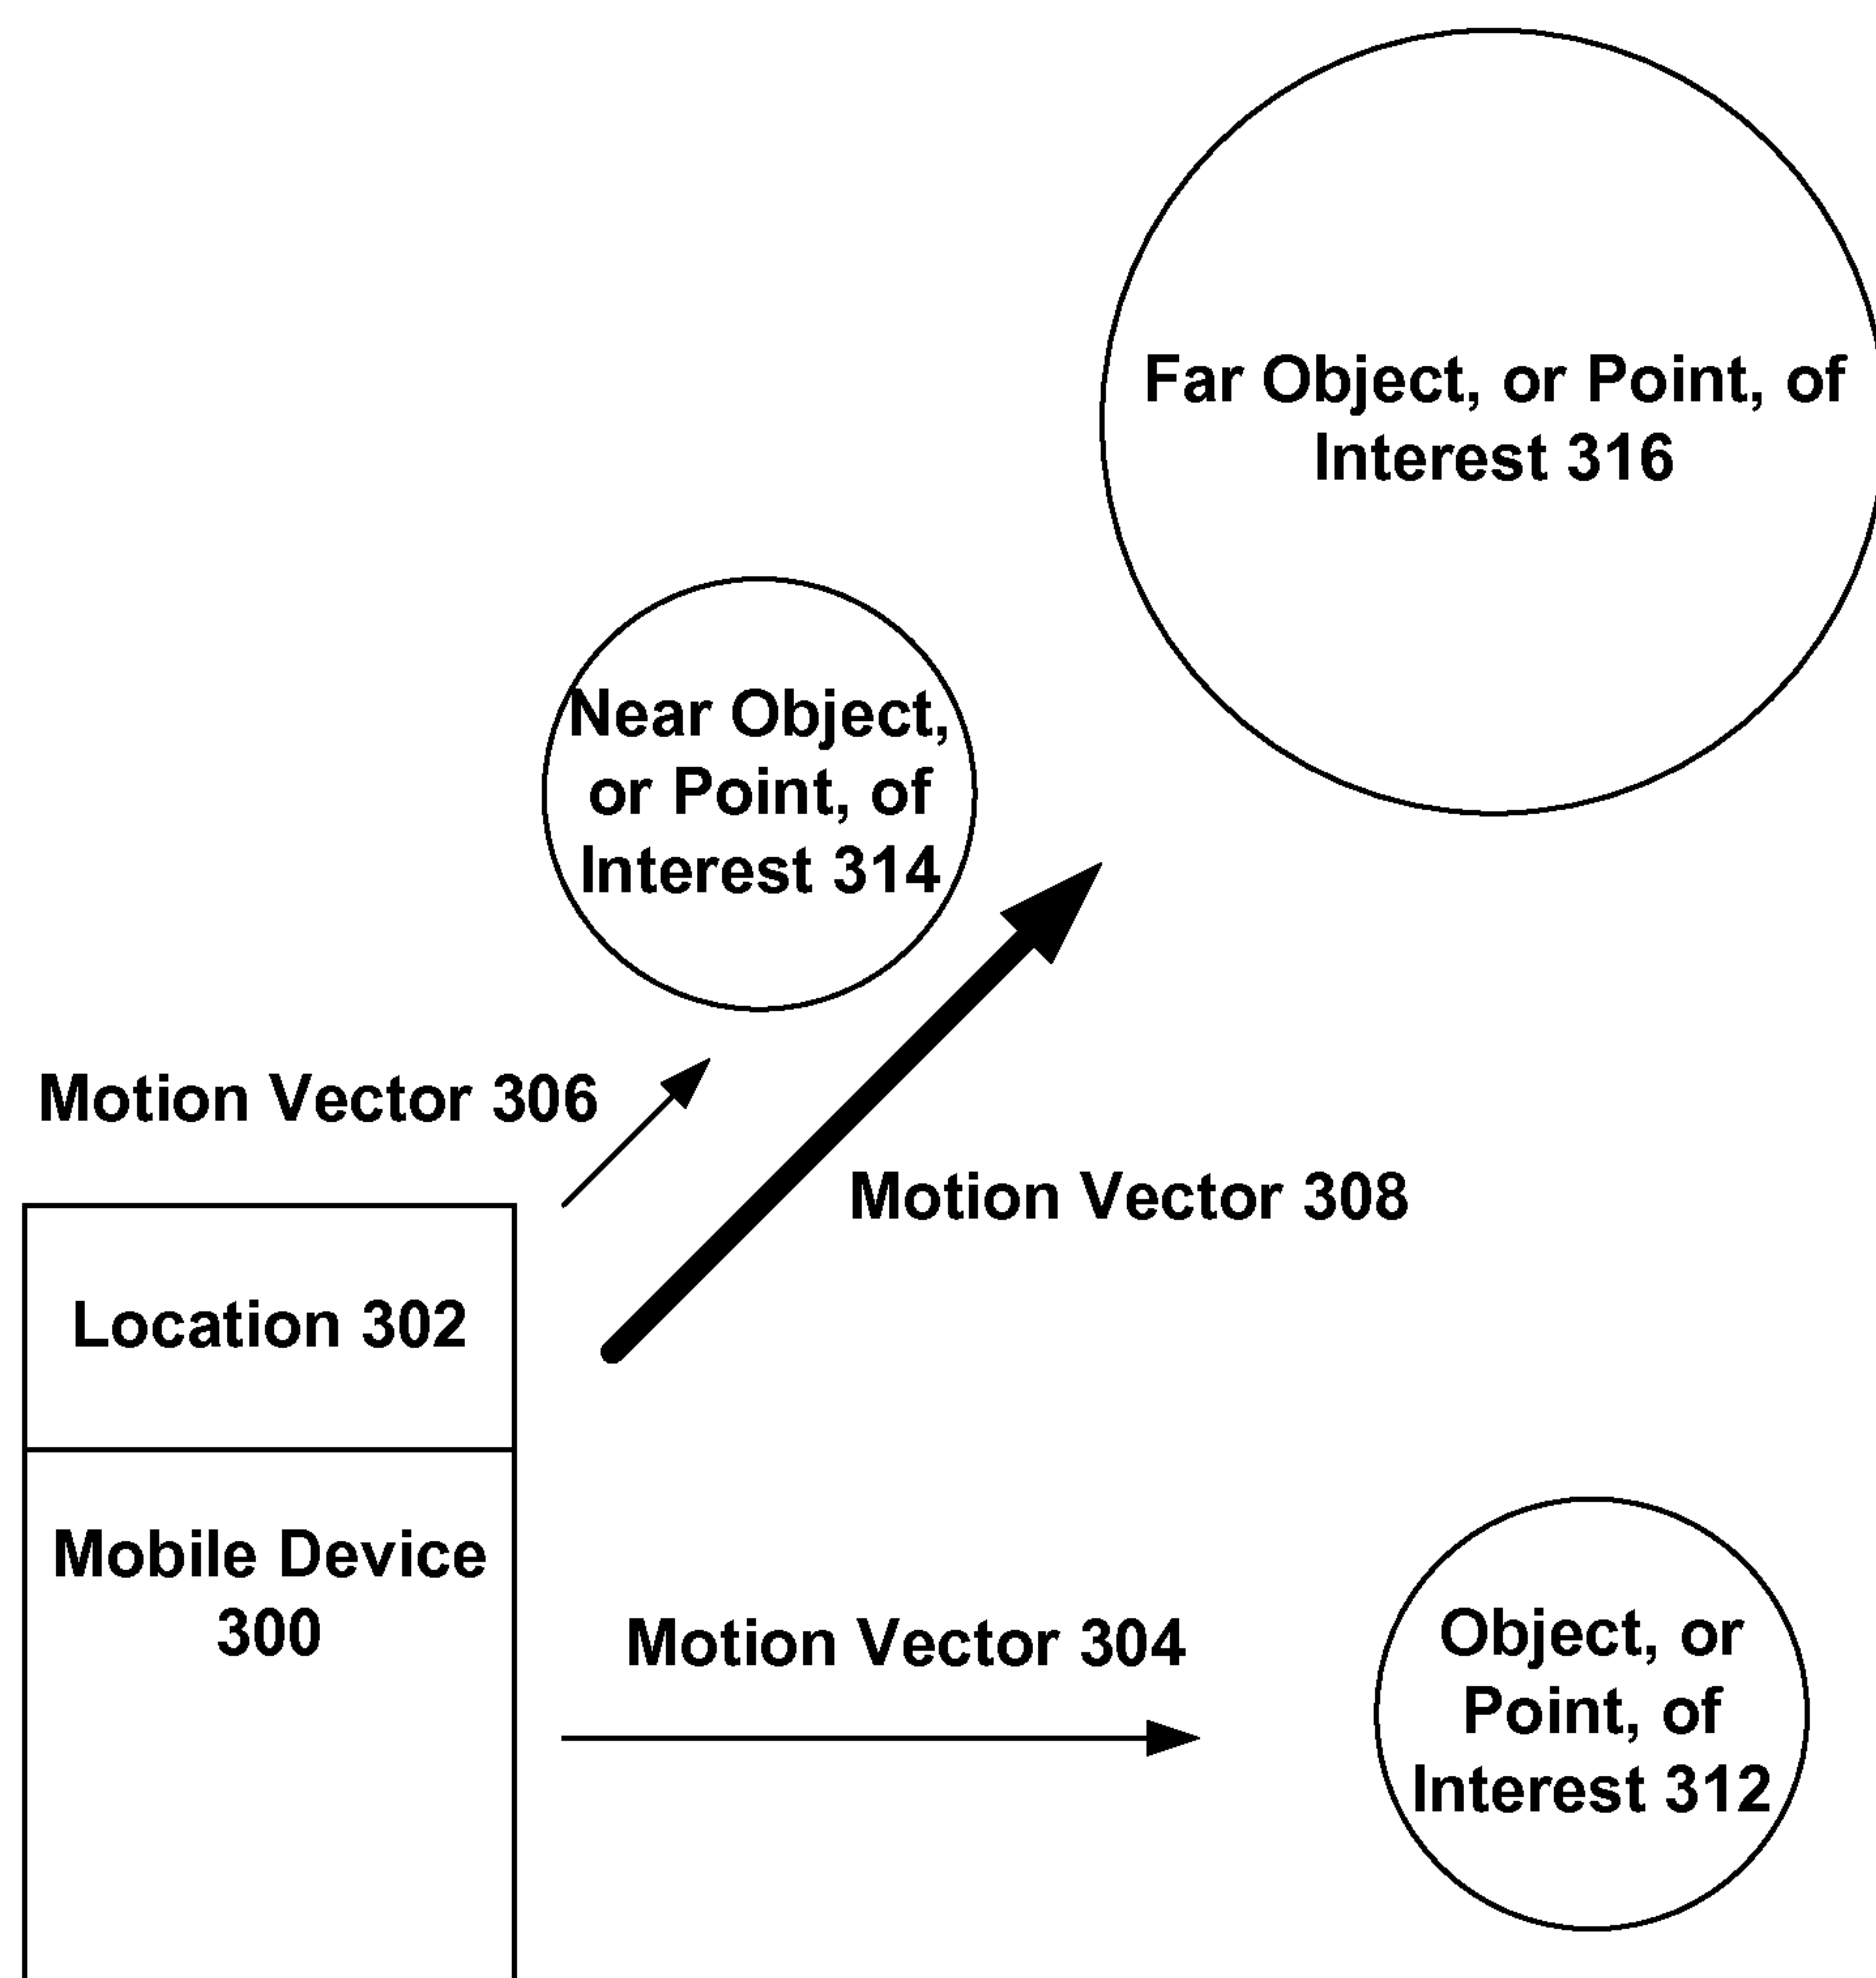 Far Object, or Point, of
Interest 316
Near Object,
or Point, of
Interest 314
Motion Vector 306
Motion Vector 308
Location 302
Mobile Device
300
Motion Vector 304
Object, or
Point, of
Interest 312